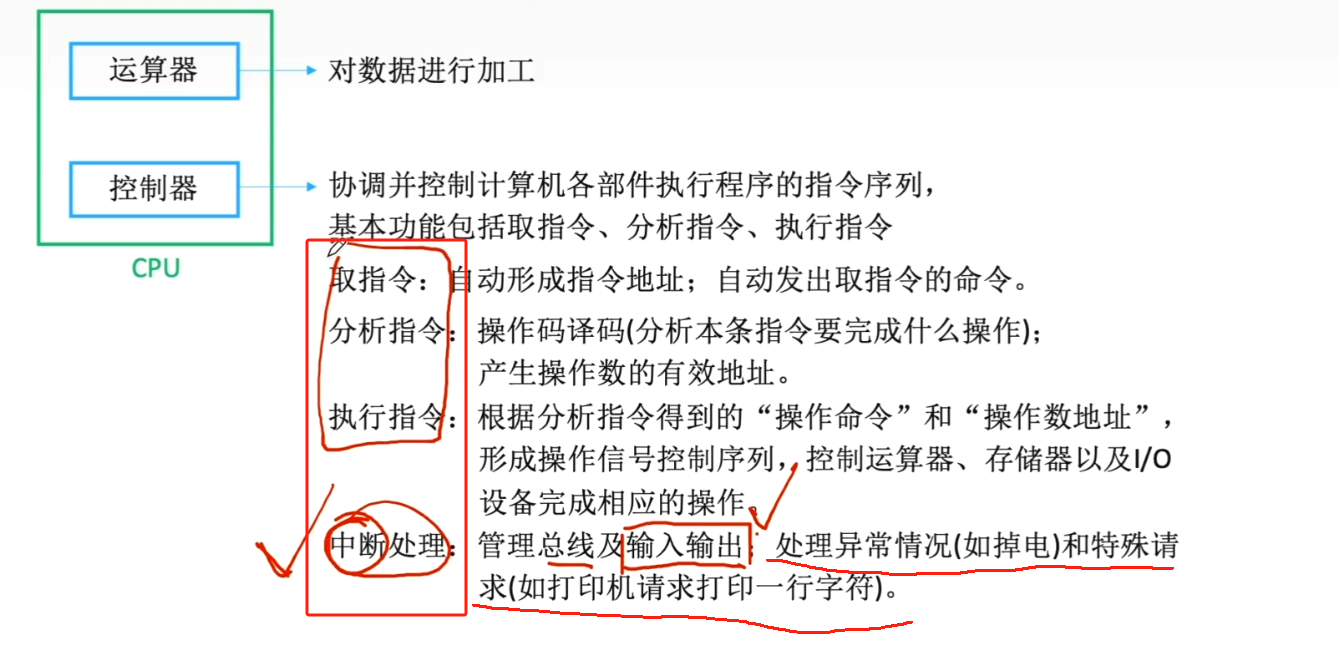 运算器
对数据进行加工
控制器
协调并控制计算机各部件执行程序的指令序列，
基本功能包括取指令、分析指令、执行指令
CPU
取指令：自动形成指令地址；自动发出取指令的命令。
分析指令：操作码译码(分析本条指令要完成什么操作)；
产生操作数的有效地址。
执行指令：根据分析指令得到的“操作命令”和“操作数地址”，
形成操作信号控制序列，控制运算器、存储器以及I/O
设备完成相应的操作。
中断处理：管理总线及输入输出；处理异常情况(如掉电)和特殊请
求(如打印机请求打印一行字符)。